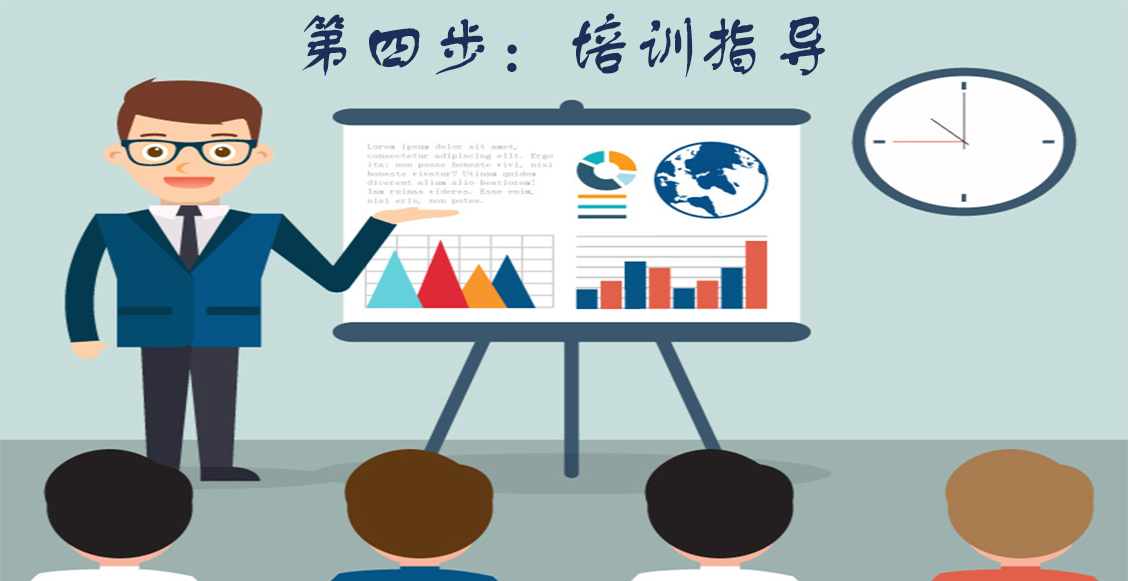 第四步：培训指导
Lorem ipsum dolor sit amet,
consectetur adipiscing elit. Ergo
ita: non posse honeste vivi, nisi
honeste vivatur? Utinam quidem
dicerent alium alio beatiorem!
Iam ruinas videres. Esse enim,
nisi eris, non potes.